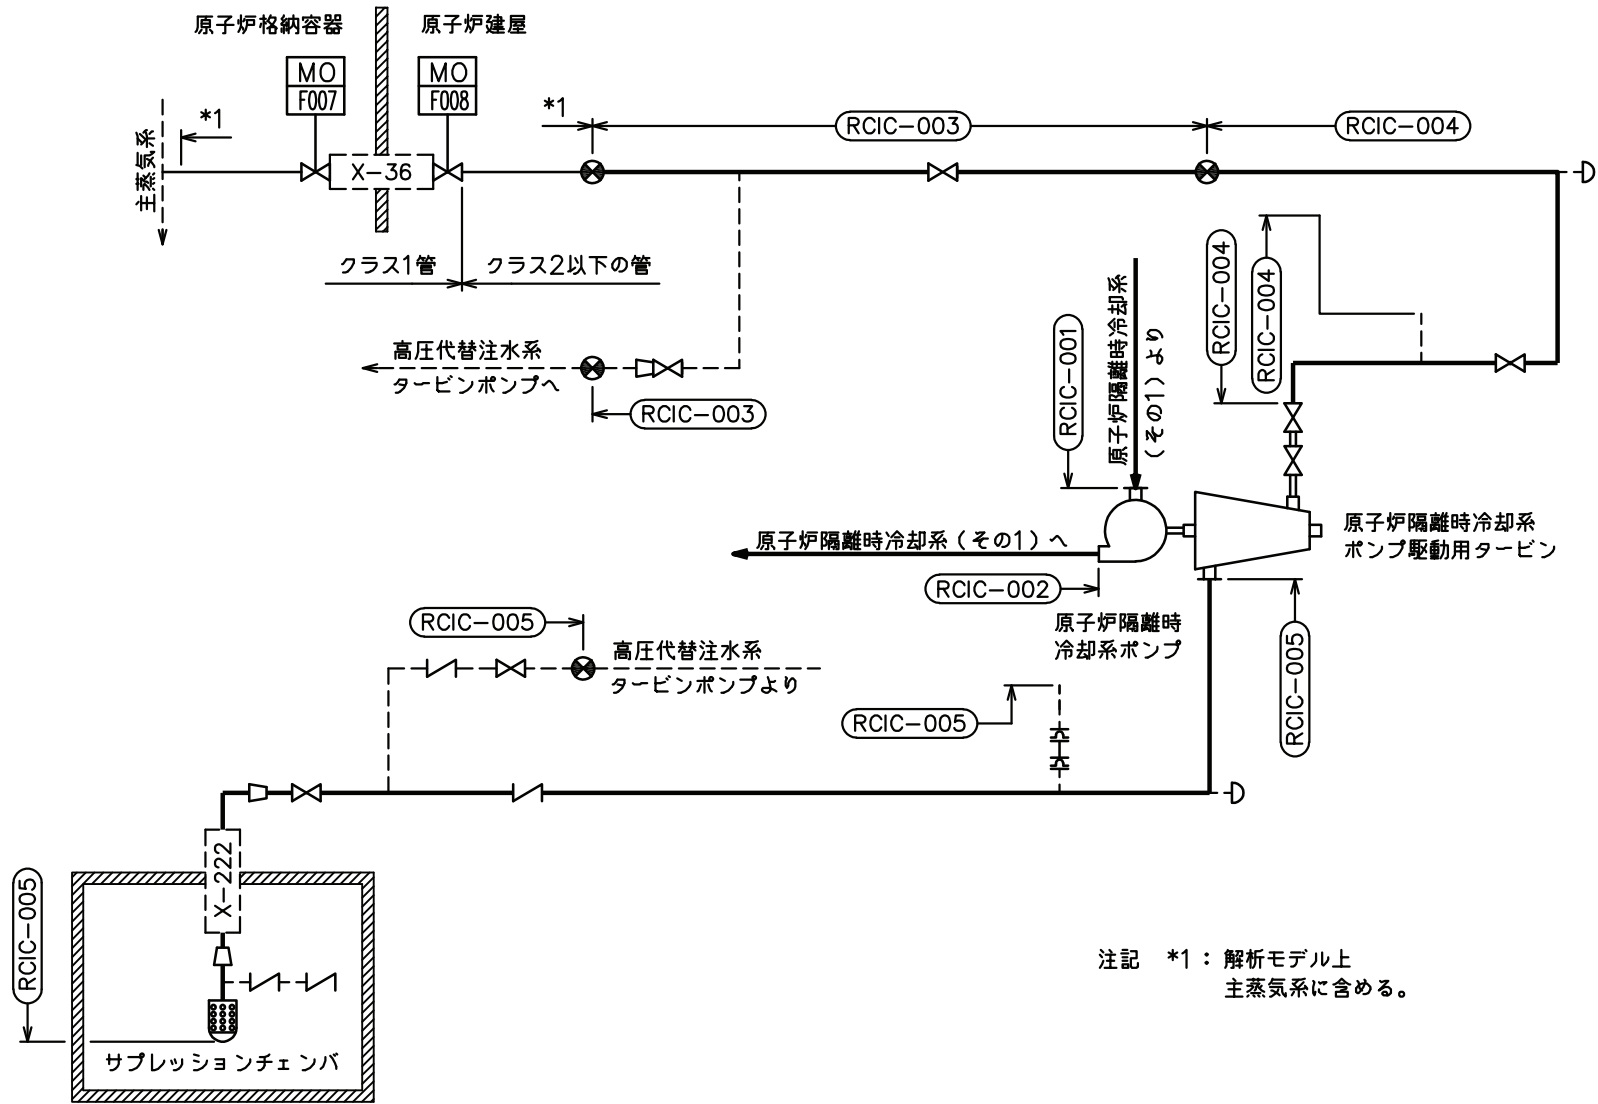 原子炉格納容器
原子炉建屋
MO
F007
MO
F008
*1
*1
RCIC-003
RCIC-004
主蒸気系
X-36
クラス1管
クラス2以下の管
RCIC-004
RCIC-004
RCIC-001
原子炉隔離時冷却系
(その1)より
高圧代替注水系
タービンポンプへ
RCIC-003
原子炉隔離時冷却系
ポンプ駆動用タービン
原子炉隔離時冷却系(その1)へ
RCIC-002
原子炉隔離時
冷却系ポンプ
RCIC-005
高圧代替注水系
タービンポンプより
RCIC-005
RCIC-005
X-222
RCIC-005
サプレッションチェンバ
注記 *1:解析モデル上
主蒸気系に含める。